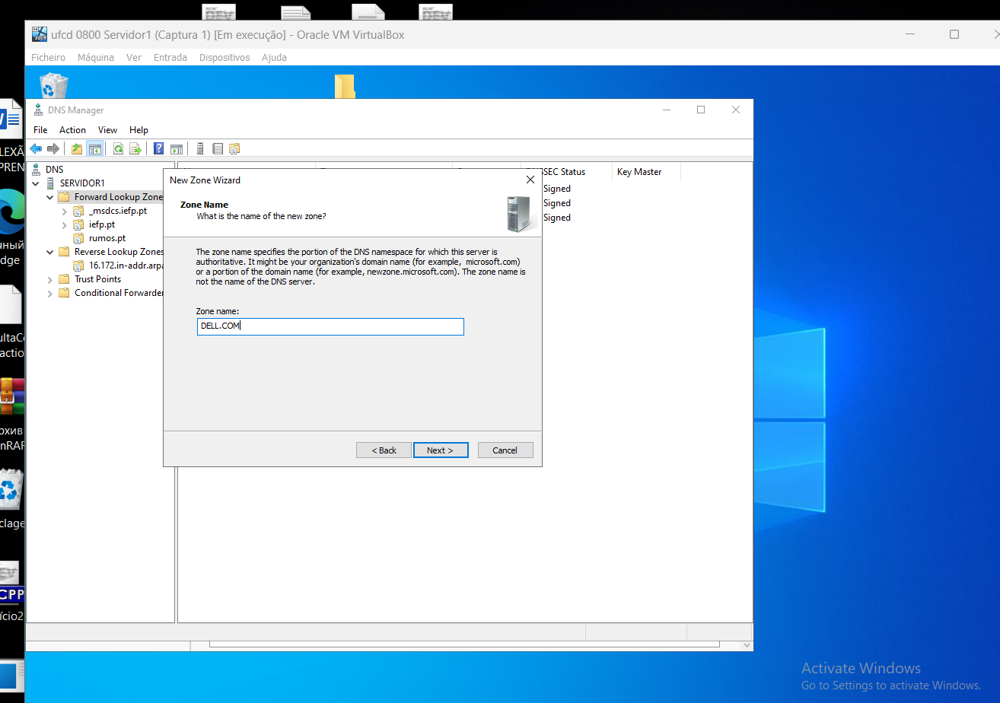 DEV
DEV
ufcd 0800 Servidor1 (Captura 1) [Em execução] - Oracle VM VirtualBox
Ficheiro Máquina Ver Entrada Dispositivos Ajuda
DNS Manager
File Action View Help
DNS
SERVIDOR1
Forward Lookup Zone
_msdcs.iefp.pt
iefp.pt
rumos.pt
Reverse Lookup Zones
16.172.in-addr.arpa
Trust Points
Conditional Forwarder
SEC Status Key Master
Signed
Signed
Signed
New Zone Wizard
Zone Name
What is the name of the new zone?
The zone name specifies the portion of the DNS namespace for which this server is
authoritative. It might be your organization's domain name (for example, microsoft.com)
or a portion of the domain name (for example, newzone.microsoft.com). The zone name is
not the name of the DNS server.
Zone name:
DELL.COM
< Back Next > Cancel
LEXÃ
PREN
чный
dge
ultaCo
actio
рхив
nRAR
clage
CPP
ício2
Activate Windows
Go to Settings to activate Windows.